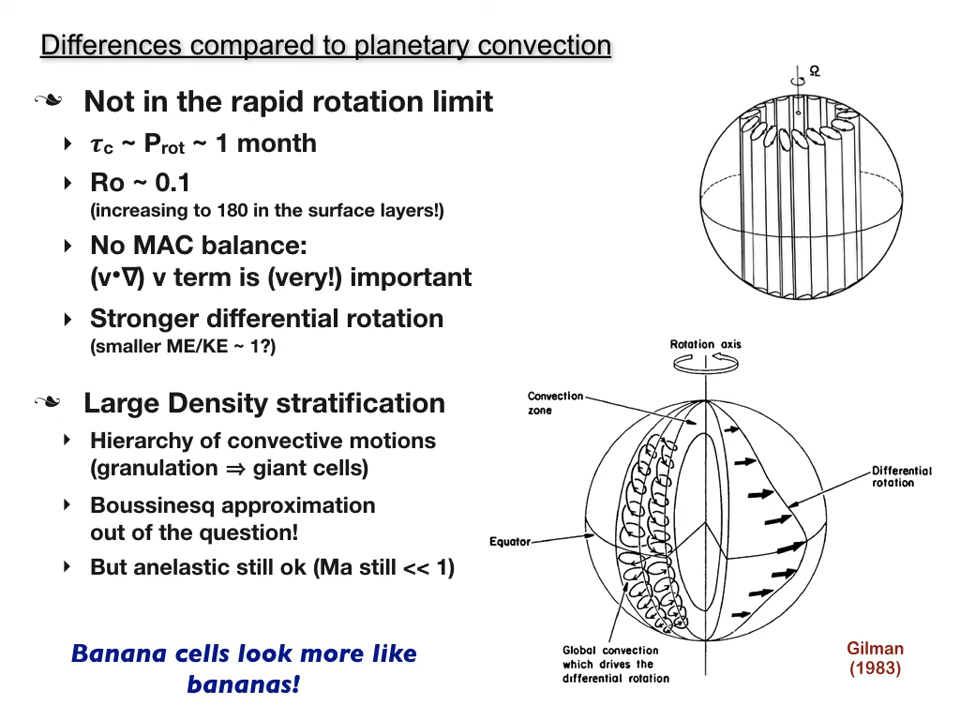 Differences compared to planetary convection
Not in the rapid rotation limit
τc ~ Prot ~ 1 month
Ro ~ 0.1
(increasing to 180 in the surface layers!)
No MAC balance:
(v•∇) v term is (very!) important
Stronger differential rotation
(smaller ME/KE ~ 1?)
Large Density stratification
Hierarchy of convective motions
(granulation ⇒ giant cells)
Boussinesq approximation
out of the question!
But anelastic still ok (Ma still << 1)
Banana cells look more like
bananas!
Ω
Rotation axis
Convection
zone
Differential
rotation
Equator
Global convection
which drives the
differential rotation
Gilman
(1983)